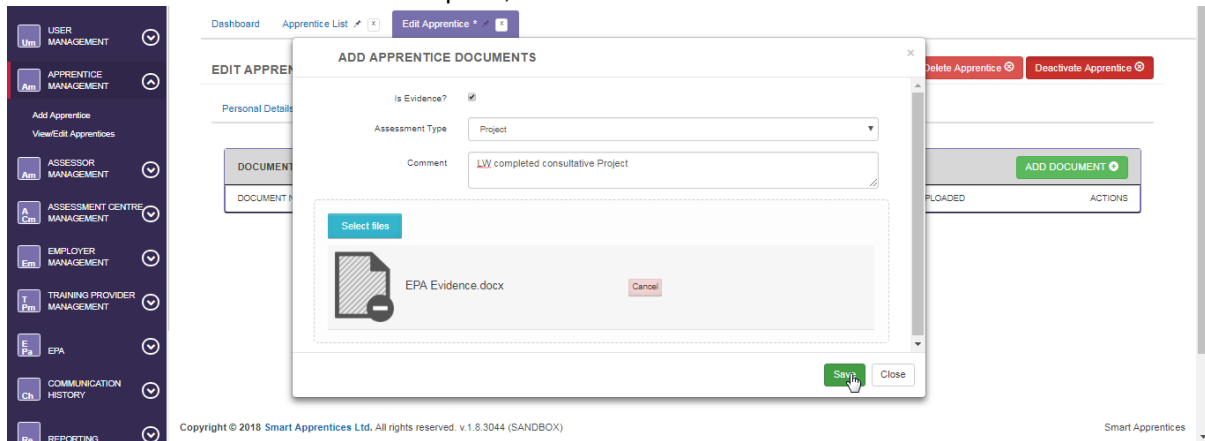 Um USER MANAGEMENT
Am APPRENTICE MANAGEMENT
Add Apprentice
View/Edit Apprentices
Am ASSESSOR MANAGEMENT
A Cm ASSESSMENT CENTRE MANAGEMENT
Em EMPLOYER MANAGEMENT
T Pm TRAINING PROVIDER MANAGEMENT
E Pa EPA
Ch COMMUNICATION HISTORY
Re REPORTING
Dashboard Apprentice List x Edit Apprentice * x
EDIT APPREN
Delete Apprentice Deactivate Apprentice
Personal Details
DOCUMENT
ADD DOCUMENT
DOCUMENT N
PLOADED ACTIONS
ADD APPRENTICE DOCUMENTS ×
Is Evidence?
Assessment Type Project
Comment LW completed consultative Project
Select files
EPA Evidence.docx Cancel
Save Close
Copyright © 2018 Smart Apprentices Ltd. All rights reserved. v.1.8.3044 (SANDBOX) Smart Apprentices